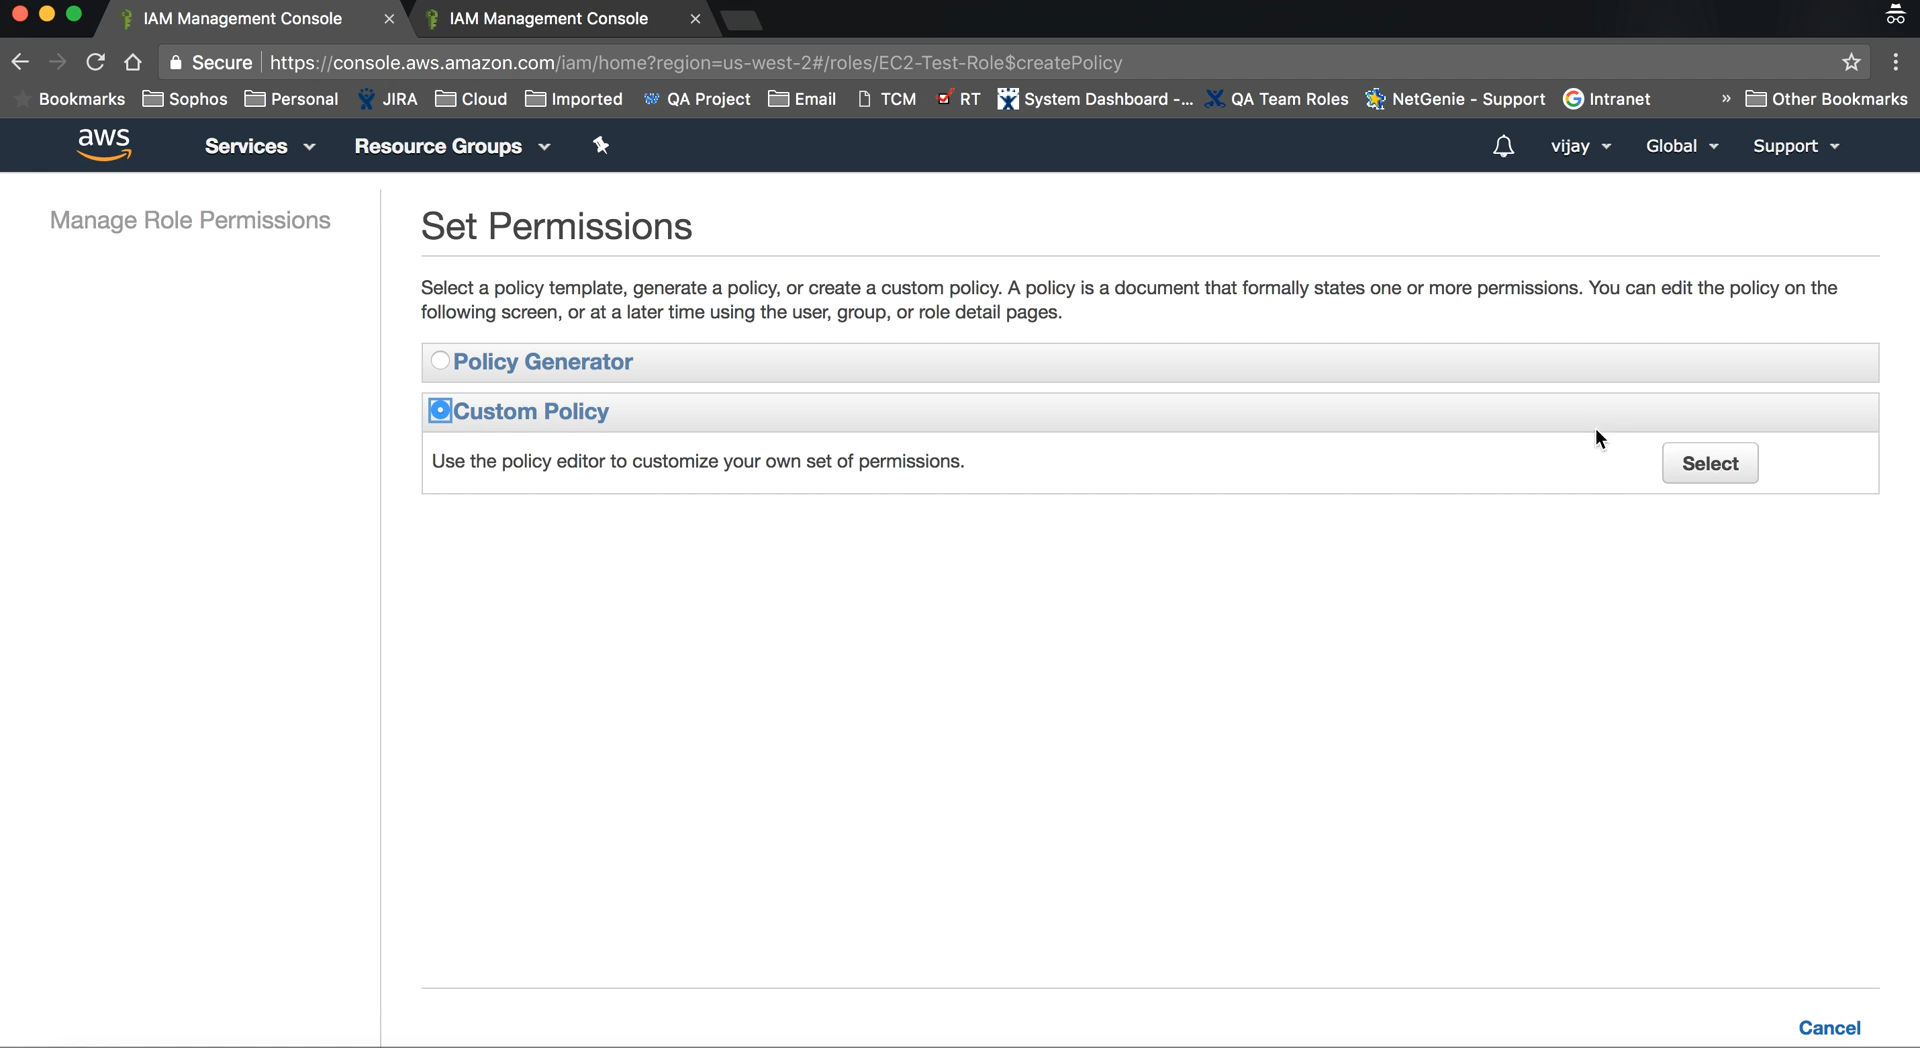 IAM Management Console
IAM Management Console
Secure https://console.aws.amazon.com/iam/home?region=us-west-2#/roles/EC2-Test-Role$createPolicy
Bookmarks Sophos Personal JIRA Cloud Imported QA Project Email TCM RT System Dashboard -... QA Team Roles NetGenie - Support Intranet » Other Bookmarks
aws Services Resource Groups vijay Global Support
Manage Role Permissions
Set Permissions
Select a policy template, generate a policy, or create a custom policy. A policy is a document that formally states one or more permissions. You can edit the policy on the
following screen, or at a later time using the user, group, or role detail pages.
Policy Generator
Custom Policy
Use the policy editor to customize your own set of permissions.
Select
Cancel